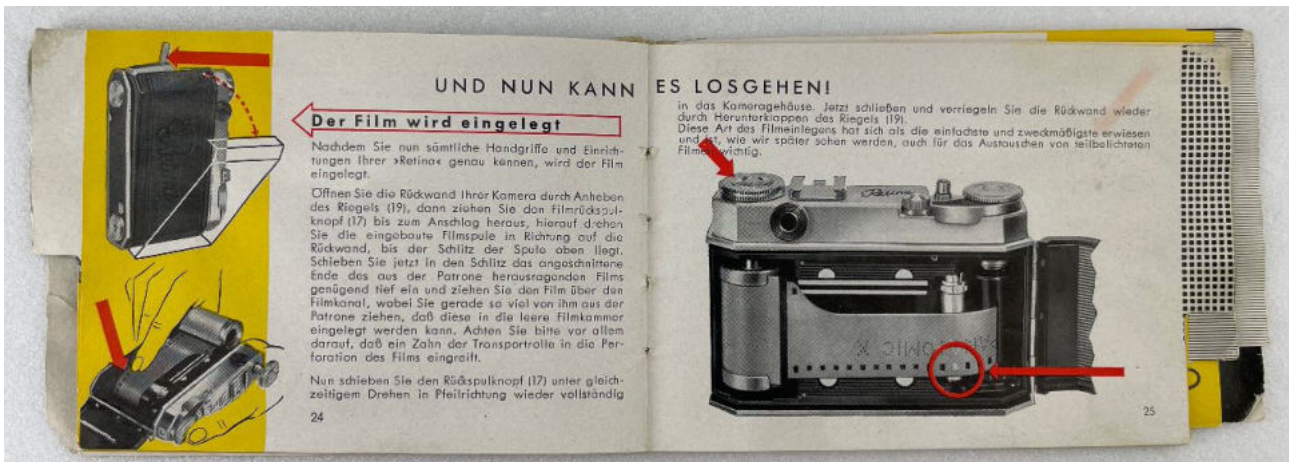 UND NUN KANN ES LOSGEHEN!
Der Film wird eingelegt
Nachdem Sie nun sämtliche Handgriffe und Einrich-
tungen Ihrer »Retina« genau kennen, wird der Film
eingelegt.
Öffnen Sie die Rückwand Ihrer Kamera durch Anheben
des Riegels (19), dann ziehen Sie den Filmrückspul-
knopf (17) bis zum Anschlag heraus, hierauf drehen
Sie die eingebaute Filmspule in Richtung auf die
Rückwand, bis der Schlitz der Spule oben liegt.
Schieben Sie jetzt in den Schlitz das angeschnittene
Ende des aus der Patrone herausragenden Films
genügend tief ein und ziehen Sie den Film über den
Filmkanal, wobei Sie gerade so viel von ihm aus der
Patrone ziehen, daß diese in die leere Filmkammer
eingelegt werden kann. Achten Sie bitte vor allem
darauf, daß ein Zahn der Transportrolle in die Per-
foration des Films eingreift.
Nun schieben Sie den Rückspulknopf (17) unter gleich-
zeitigem Drehen in Pfeilrichtung wieder vollständig
24
in das Kameragehäuse. Jetzt schließen und verriegeln Sie die Rückwand wieder
durch Herunterklappen des Riegels (19).
Diese Art des Filmeinlegens hat sich als die einfachste und zweckmäßigste erwiesen
und ist, wie wir später sehen werden, auch für das Austauschen von teilbelichteten
Filmen wichtig.
Retina
25